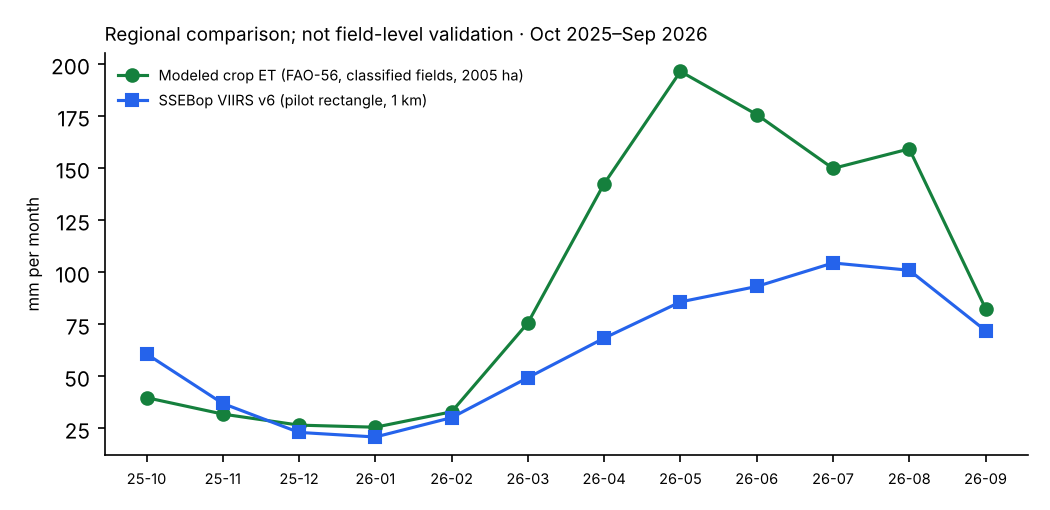 Regional comparison; not field-level validation · Oct 2025–Sep 2026
Modeled crop ET (FAO-56, classified fields, 2005 ha)
SSEBop VIIRS v6 (pilot rectangle, 1 km)
mm per month
200
175
150
125
100
75
50
25
25-10 25-11 25-12 26-01 26-02 26-03 26-04 26-05 26-06 26-07 26-08 26-09